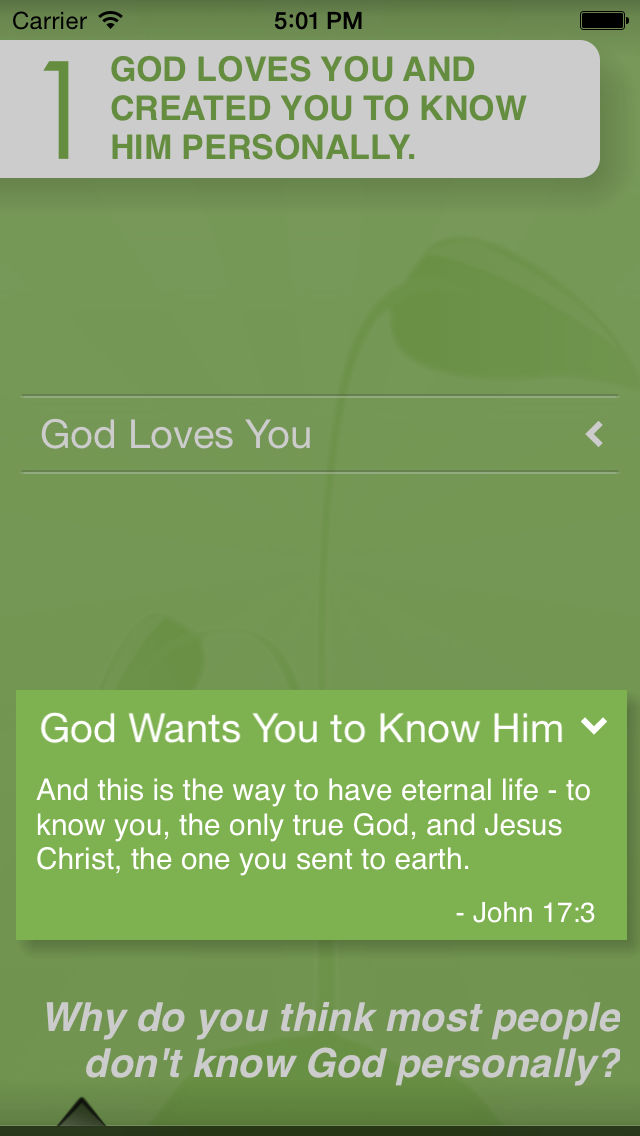 Carrier 5:01 PM
1
GOD LOVES YOU AND
CREATED YOU TO KNOW
HIM PERSONALLY.
God Loves You
God Wants You to Know Him
And this is the way to have eternal life - to
know you, the only true God, and Jesus
Christ, the one you sent to earth.
- John 17:3
Why do you think most people
don't know God personally?